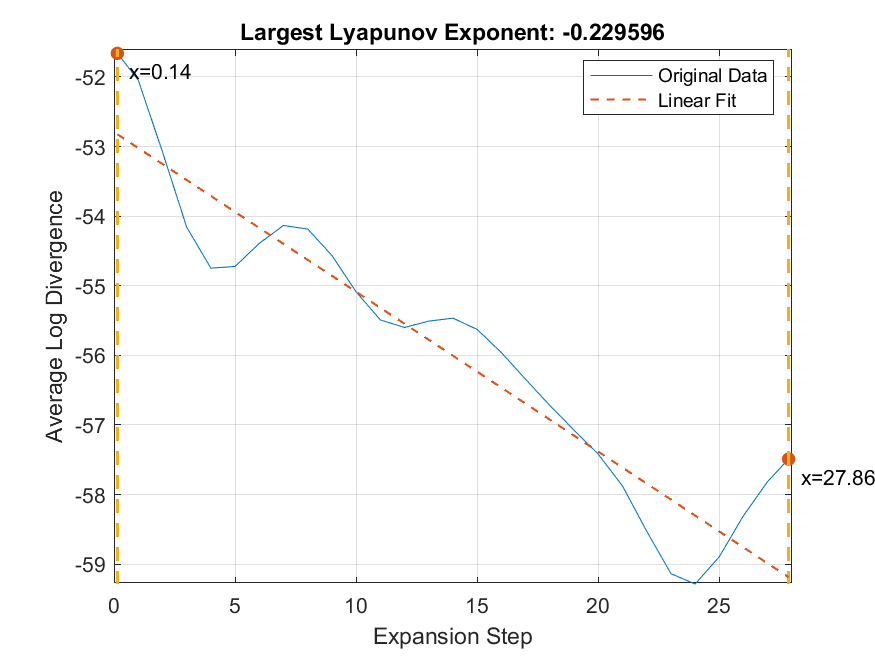 Largest Lyapunov Exponent: -0.229596
x=0.14
Original Data
Linear Fit
-52
-53
-54
-55
-56
-57
-58
-59
Average Log Divergence
x=27.86
0 5 10 15 20 25
Expansion Step